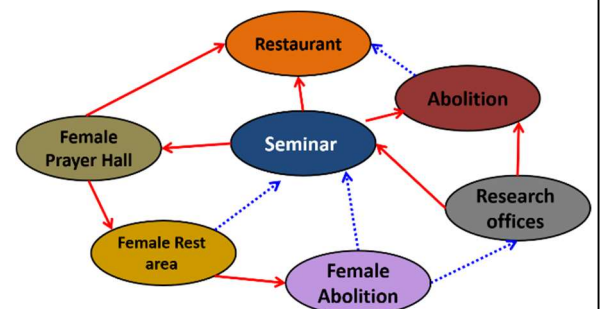 Restaurant
Abolition
Seminar
Female
Prayer Hall
Research
offices
Female Rest
area
Female
Abolition